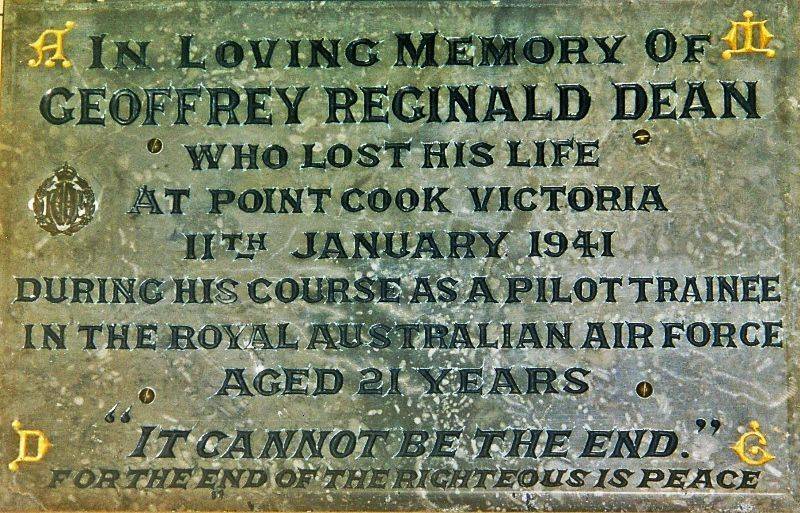 A IN LOVING MEMORY OF M
GEOFFREY REGINALD DEAN
WHO LOST HIS LIFE
AT POINT COOK VICTORIA
11TH JANUARY 1941
DURING HIS COURSE AS A PILOT TRAINEE
IN THE ROYAL AUSTRALIAN AIR FORCE
AGED 21 YEARS
"IT CANNOT BE THE END."
D G
FOR THE END OF THE RIGHTEOUS IS PEACE